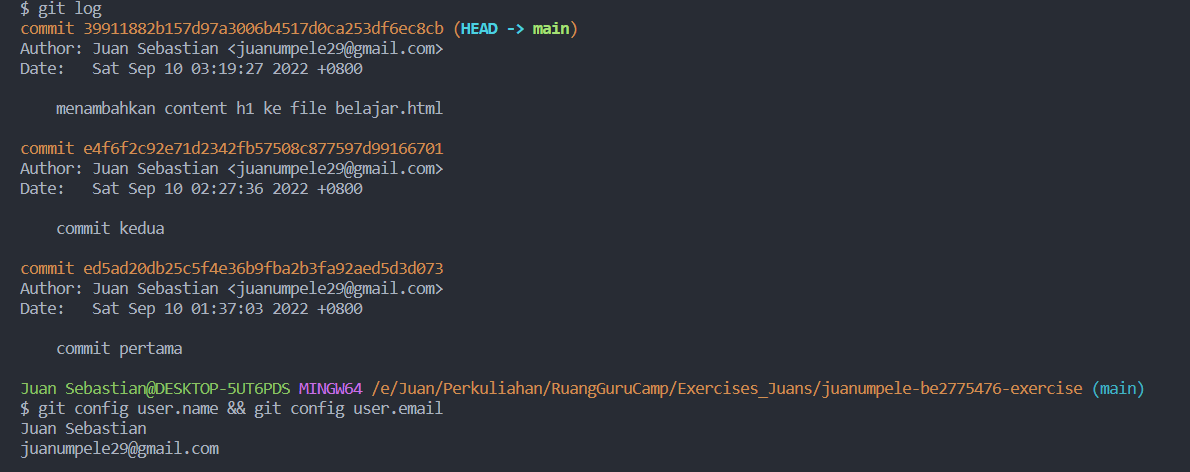 $ git log
commit 39911882b157d97a3006b4517d0ca253df6ec8cb (HEAD -> main)
Author: Juan Sebastian <juanumpele29@gmail.com>
Date:   Sat Sep 10 03:19:27 2022 +0800
menambahkan content h1 ke file belajar.html
commit e4f6f2c92e71d2342fb57508c877597d99166701
Author: Juan Sebastian <juanumpele29@gmail.com>
Date:   Sat Sep 10 02:27:36 2022 +0800
commit kedua
commit ed5ad20db25c5f4e36b9fba2b3fa92aed5d3d073
Author: Juan Sebastian <juanumpele29@gmail.com>
Date:   Sat Sep 10 01:37:03 2022 +0800
commit pertama
Juan Sebastian@DESKTOP-5UT6PDS MINGW64 /e/Juan/Perkuliahan/RuangGuruCamp/Exercises_Juans/juanumpele-be2775476-exercise (main)
$ git config user.name && git config user.email
Juan Sebastian
juanumpele29@gmail.com